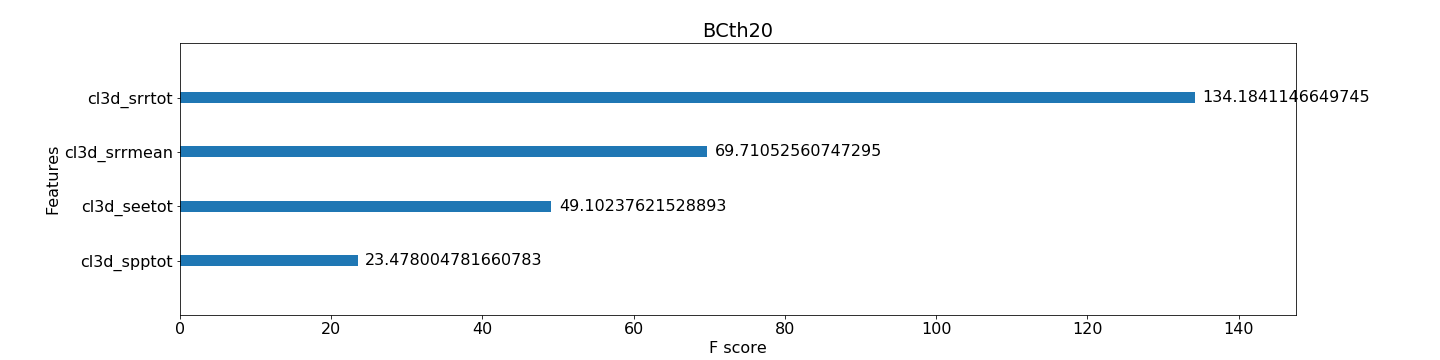 BCth20
cl3d_srrtot
134.1841146649745
cl3d_srrmean
69.71052560747295
cl3d_seetot
49.10237621528893
cl3d_spptot
23.478004781660783
Features
0 20 40 60 80 100 120 140
F score